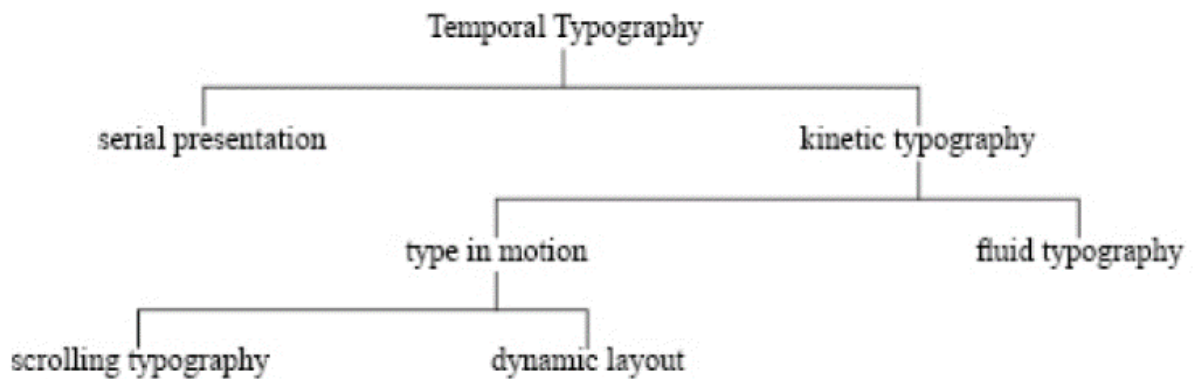 Temporal Typography
serial presentation
kinetic typography
type in motion
fluid typography
scrolling typography
dynamic layout